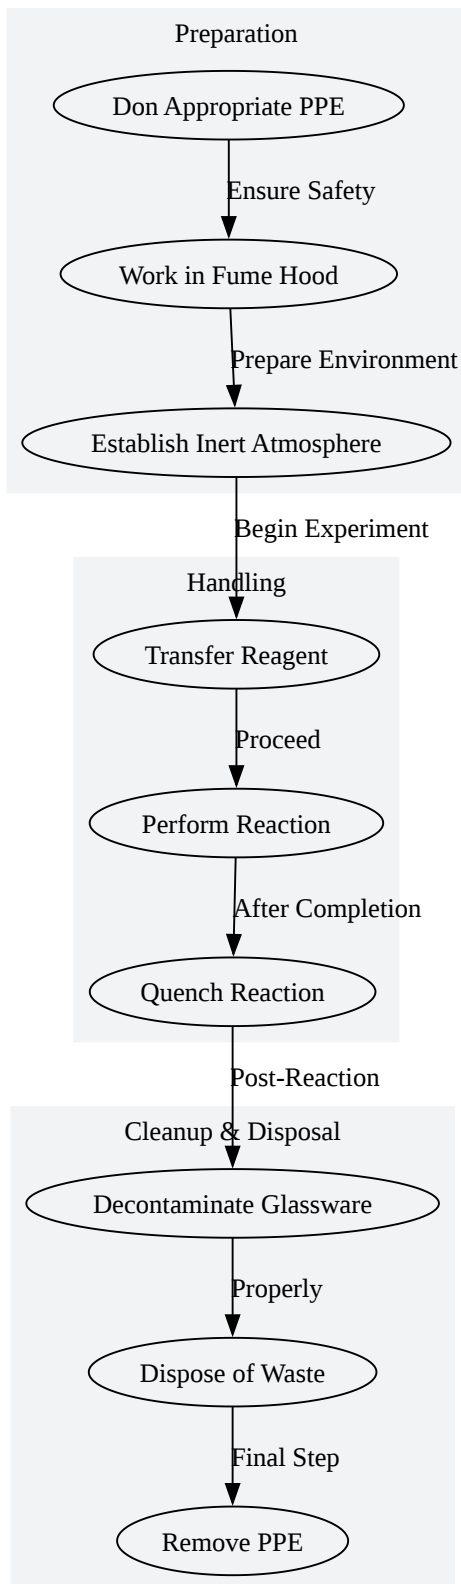 Preparation
Don Appropriate PPE
Ensure Safety
Work in Fume Hood
Prepare Environment
Establish Inert Atmosphere
Begin Experiment
Handling
Transfer Reagent
Proceed
Perform Reaction
After Completion
Quench Reaction
Post-Reaction
Cleanup & Disposal
Decontaminate Glassware
Properly
Dispose of Waste
Final Step
Remove PPE